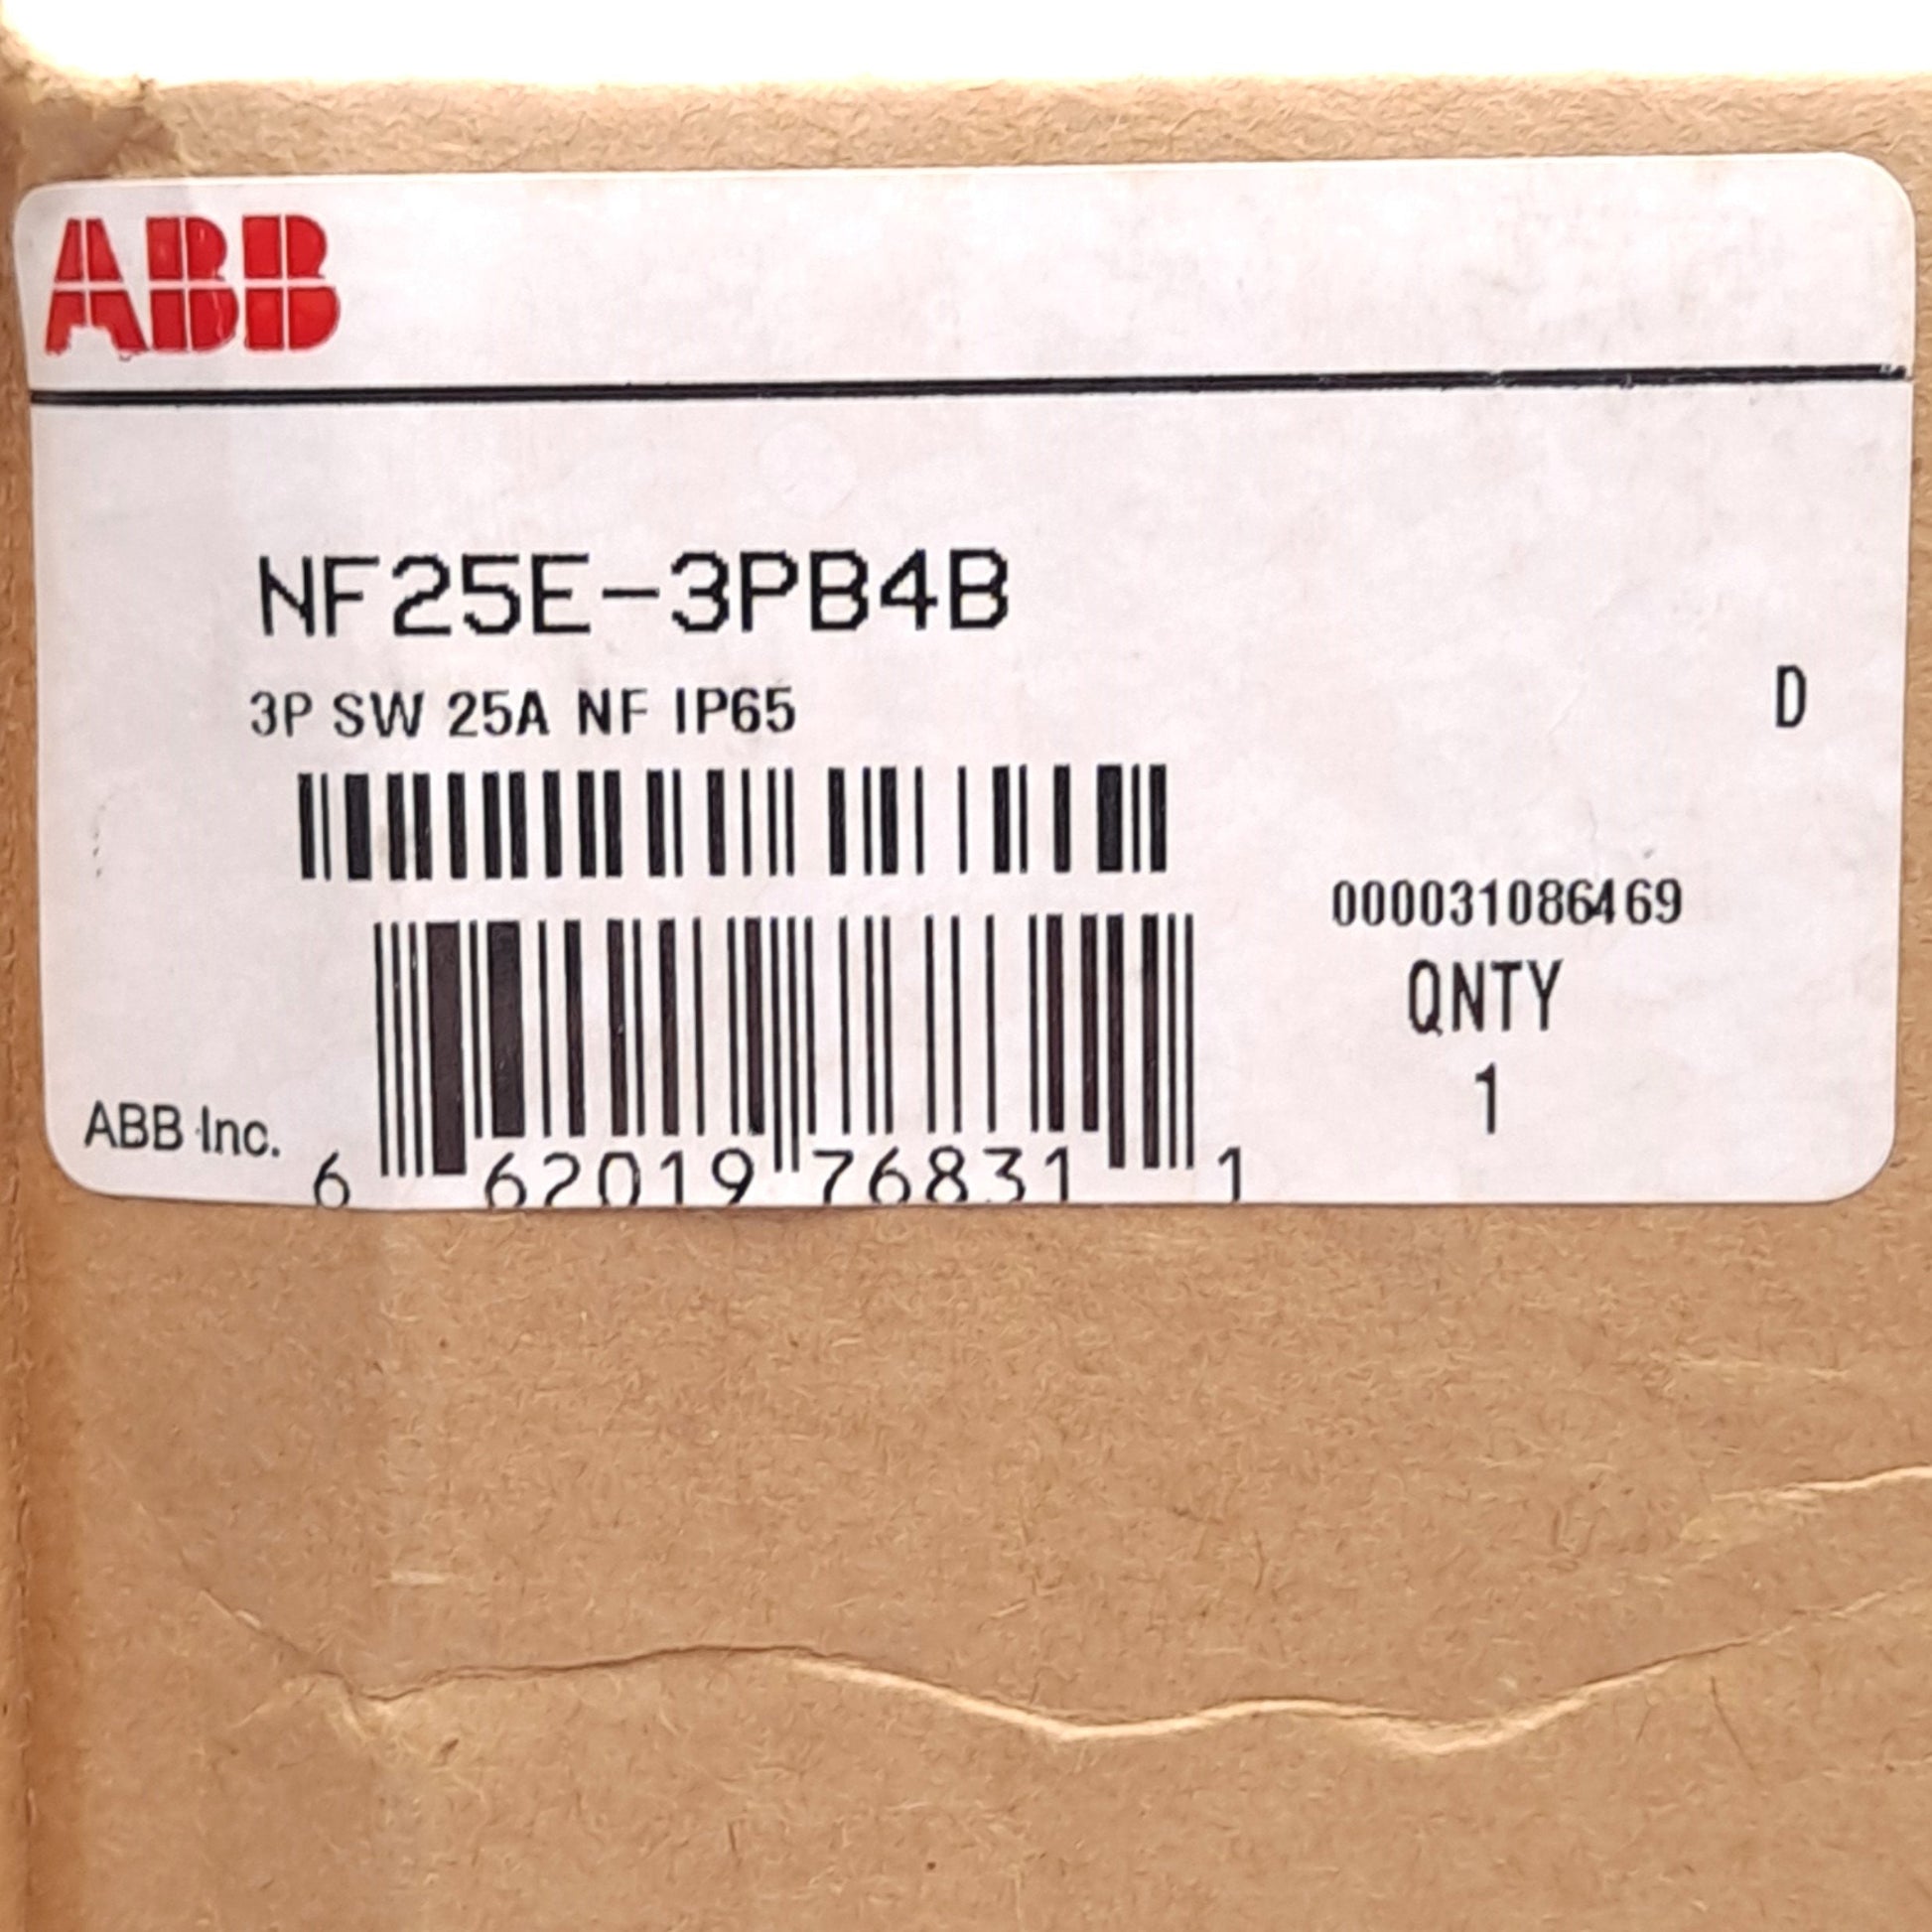 ABB
NF25E-3PB4B
3P SW 25A NF IP65
D
000031086469
QNTY
1
ABB Inc.
6 62019 76831 1